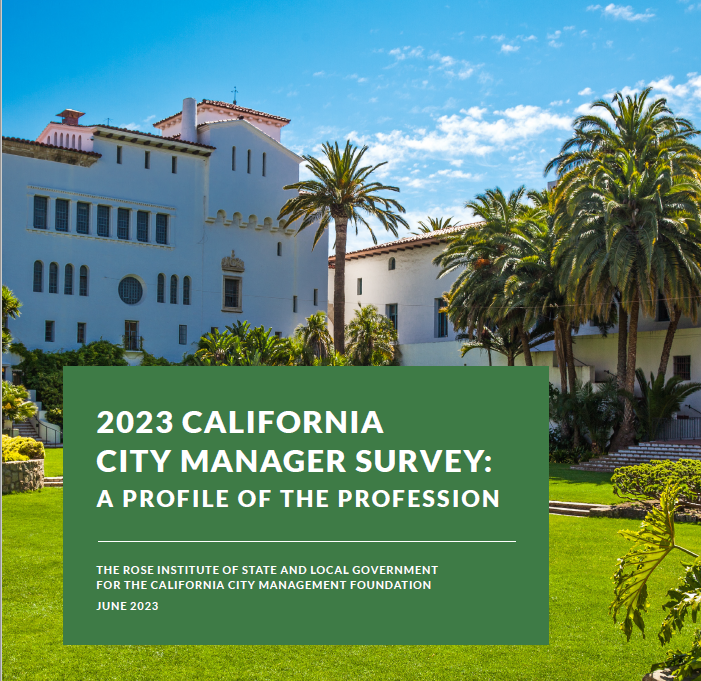 2023 CALIFORNIA
CITY MANAGER SURVEY:
A PROFILE OF THE PROFESSION
THE ROSE INSTITUTE OF STATE AND LOCAL GOVERNMENT
FOR THE CALIFORNIA CITY MANAGEMENT FOUNDATION
JUNE 2023